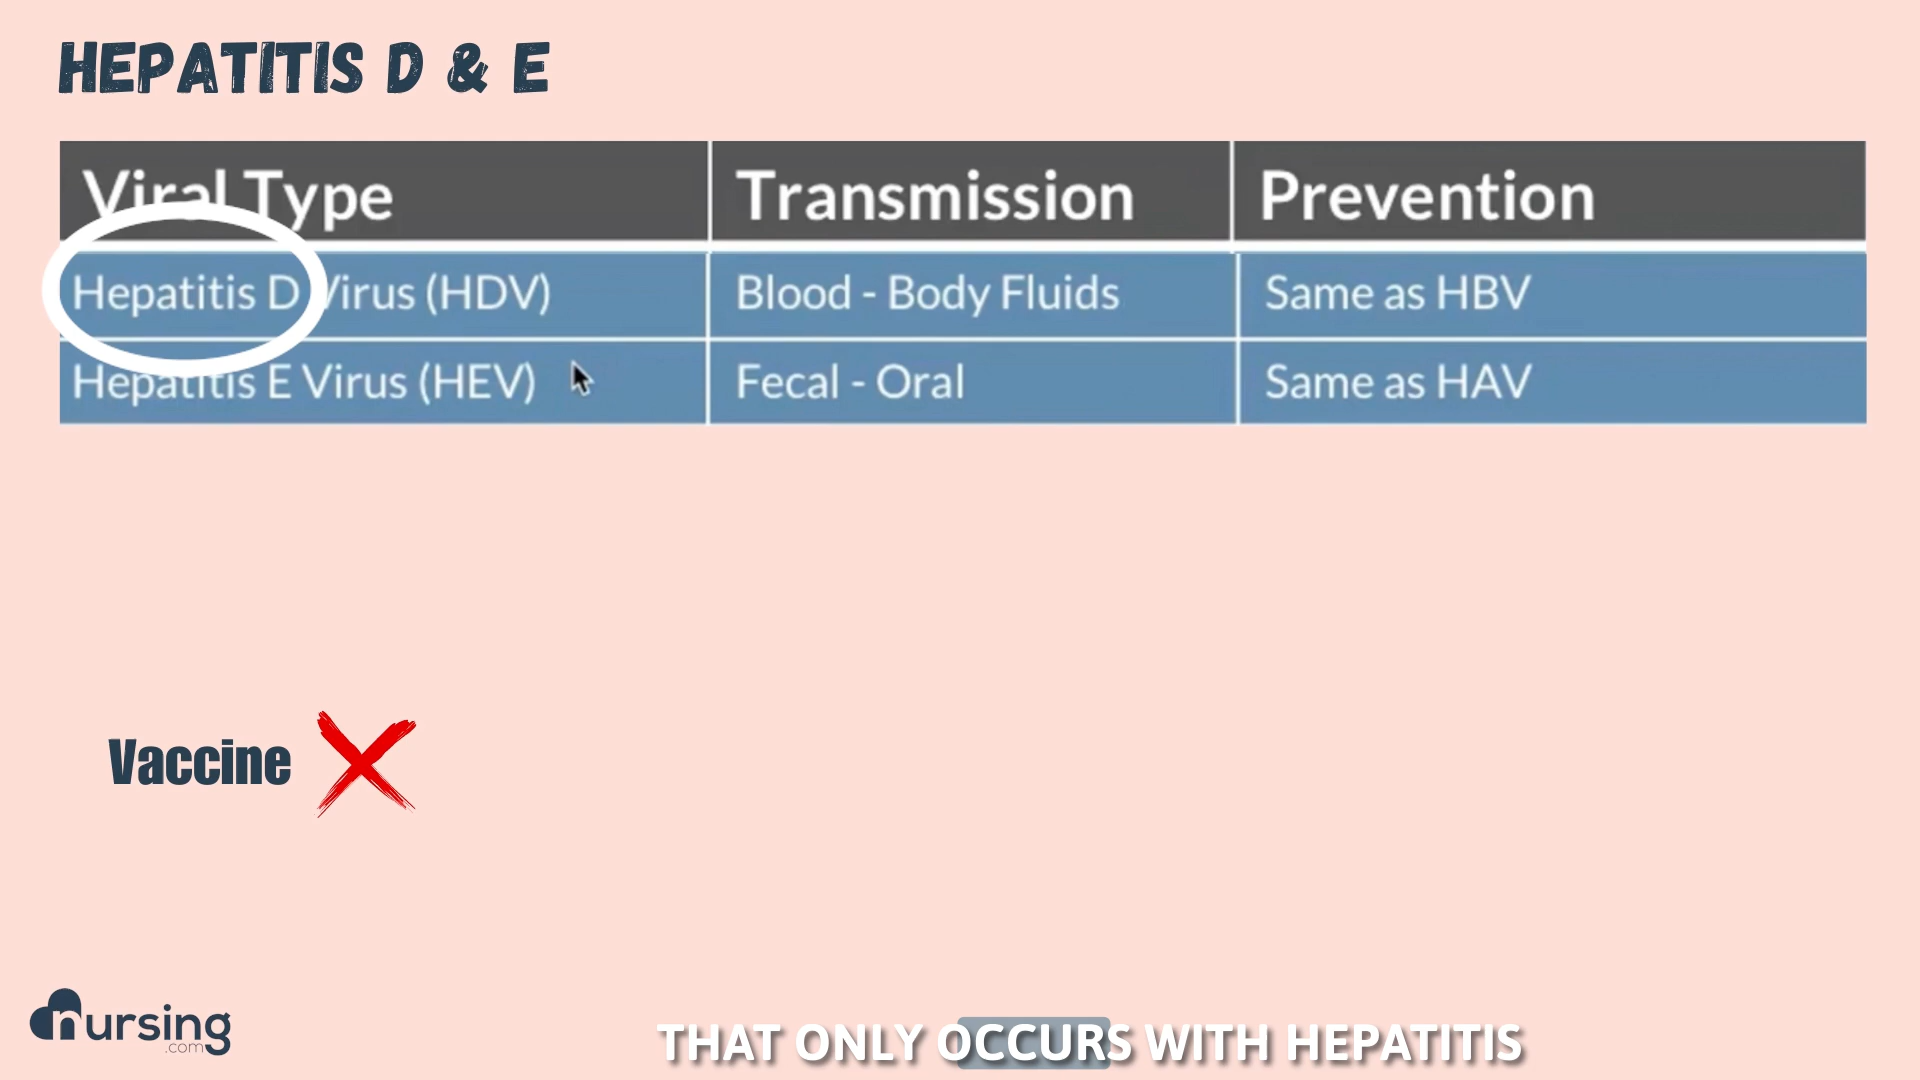 HEPATITIS D & E
Viral Type Transmission Prevention
Hepatitis D Virus (HDV) Blood - Body Fluids Same as HBV
Hepatitis E Virus (HEV) Fecal - Oral Same as HAV
Vaccine
nursing
.com
THAT ONLY OCCURS WITH HEPATITIS